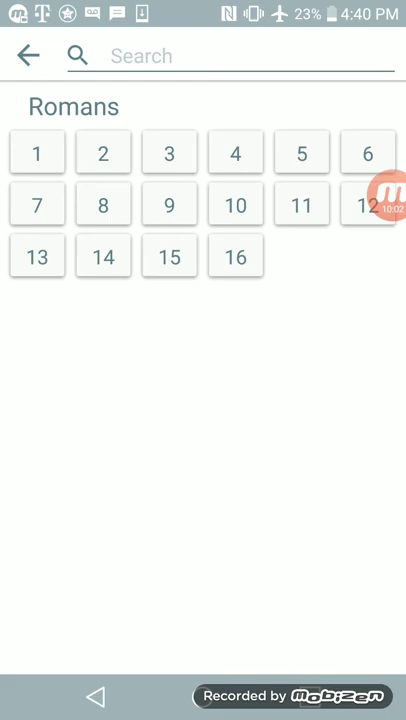 23% 4:40 PM
Search
Romans
1 2 3 4 5 6
7 8 9 10 11 12
10:02
13 14 15 16
Recorded by mobizen